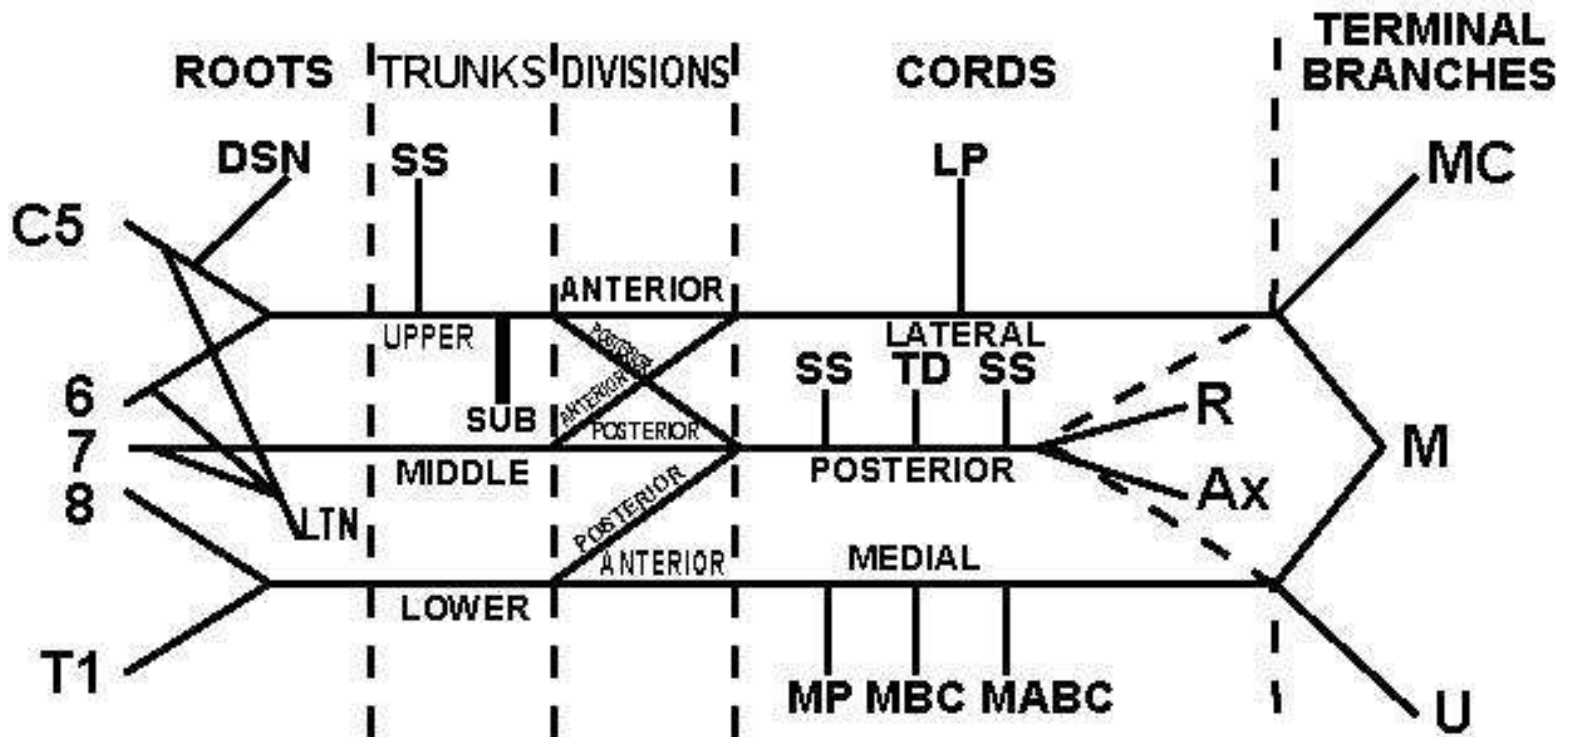 ROOTS TRUNKS DIVISIONS CORDS TERMINAL BRANCHES
DSN SS LP MC
C5
ANTERIOR
UPPER POSTERIOR LATERAL
SS TD SS
6 SUB ANTERIOR POSTERIOR R
7 MIDDLE POSTERIOR M
8 LTN POSTERIOR Ax
ANTERIOR MEDIAL
LOWER
T1 MP MBC MABC U